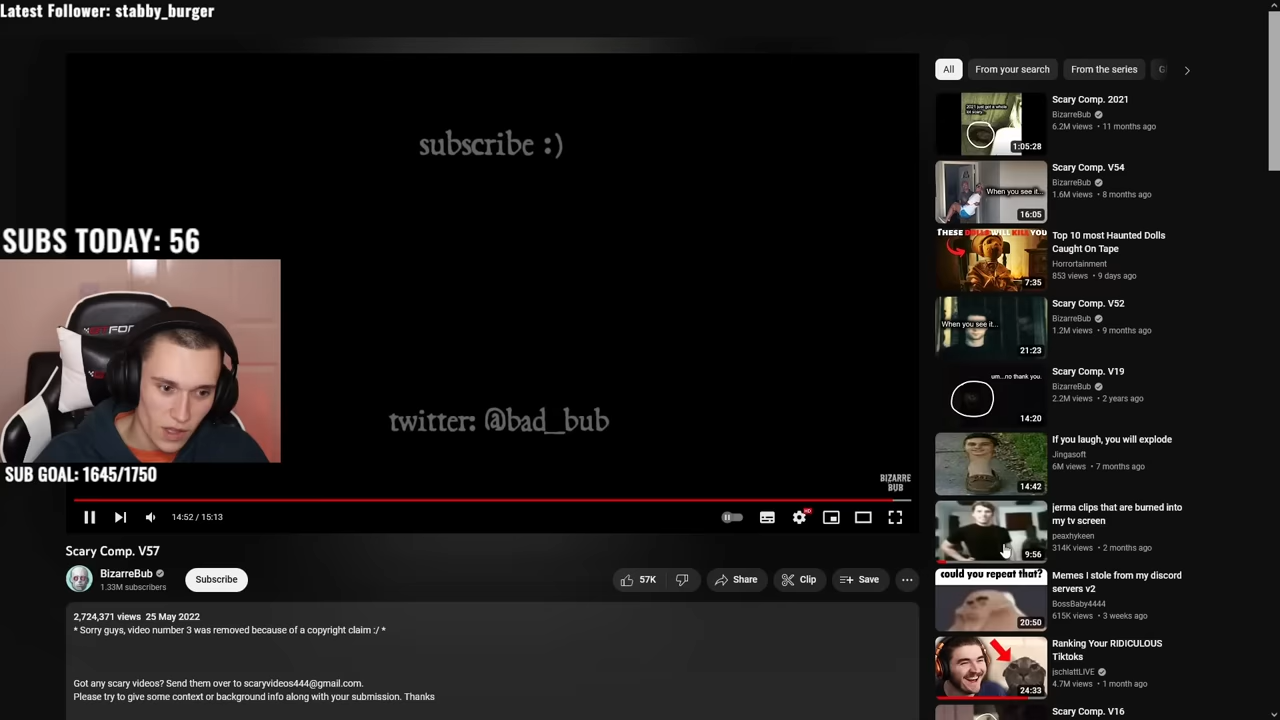 Latest Follower: stabby_burger
subscribe :)
twitter: @bad_bub
BIZARRE
BUB
SUBS TODAY: 56
SUB GOAL: 1645/1750
14:52 / 15:13
HD
Scary Comp. V57
BizarreBub
1.33M subscribers
Subscribe
57K
Share
Clip
Save
2,724,371 views 25 May 2022
* Sorry guys, video number 3 was removed because of a copyright claim :/ *
Got any scary videos? Send them over to scaryvideos444@gmail.com.
Please try to give some context or background info along with your submission. Thanks
All
From your search
From the series
1:05:28
Scary Comp. 2021
BizarreBub
6.2M views • 11 months ago
When you see it...
16:05
Scary Comp. V54
BizarreBub
1.6M views • 8 months ago
THESE DOLLS WILL KILL YOU
7:35
Top 10 most Haunted Dolls
Caught On Tape
Horrortainment
853 views • 9 days ago
When you see it...
21:23
Scary Comp. V52
BizarreBub
1.2M views • 9 months ago
um...no thank you.
14:20
Scary Comp. V19
BizarreBub
2.2M views • 2 years ago
14:42
If you laugh, you will explode
Jingasoft
6M views • 7 months ago
9:56
jerma clips that are burned into
my tv screen
peaxhykeen
314K views • 2 months ago
could you repeat that?
20:50
Memes I stole from my discord
servers v2
BossBaby4444
615K views • 3 weeks ago
24:33
Ranking Your RIDICULOUS
Tiktoks
jschlattLIVE
4.7M views • 1 month ago
Scary Comp. V16